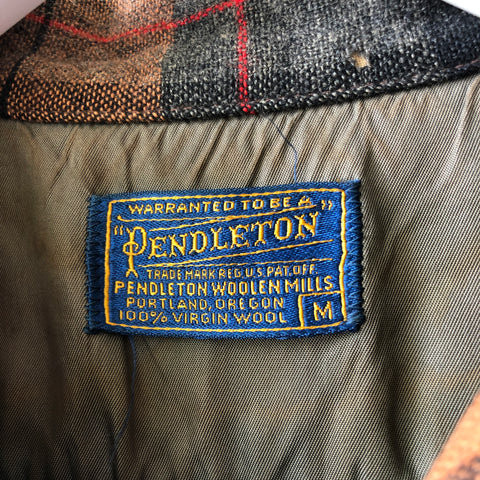 WARRANTED TO BE A
"PENDLETON"
TRADE MARK REG. U.S. PAT. OFF.
PENDLETON WOOLEN MILLS
PORTLAND, OREGON
100% VIRGIN WOOL
M